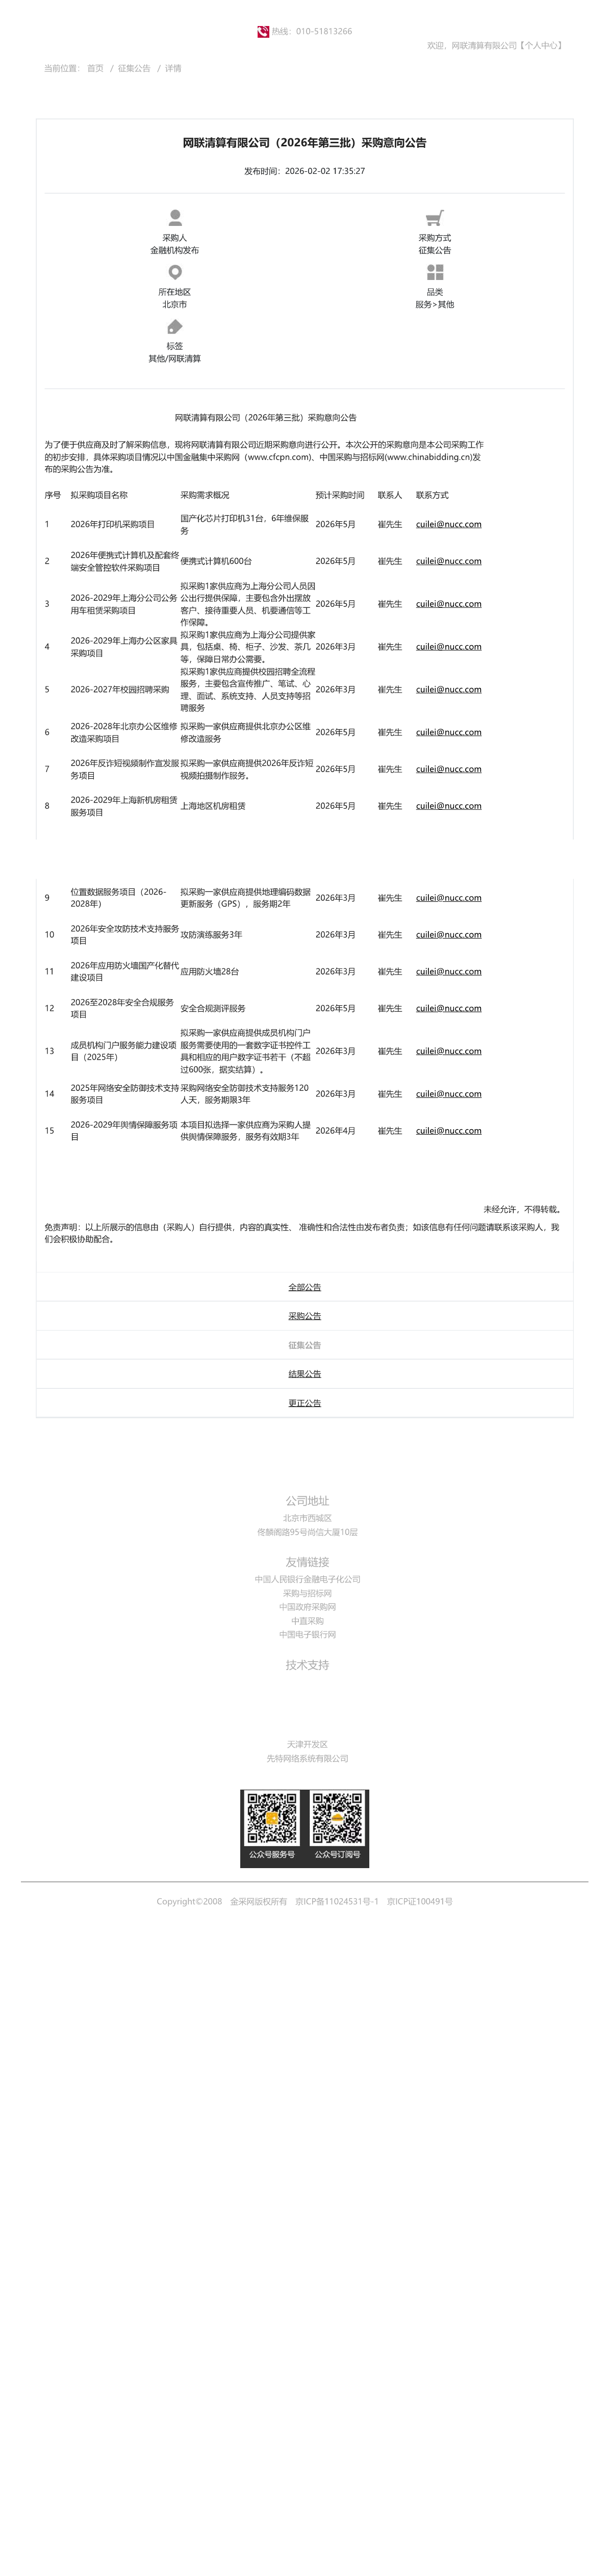 热线：010-51813266
欢迎，网联清算有限公司【个人中心】
当前位置： 首页 / 征集公告 / 详情
网联清算有限公司（2026年第三批）采购意向公告
发布时间：2026-02-02 17:35:27
采购人
金融机构发布
采购方式
征集公告
所在地区
北京市
品类
服务>其他
标签
其他/网联清算
网联清算有限公司（2026年第三批）采购意向公告
为了便于供应商及时了解采购信息，现将网联清算有限公司近期采购意向进行公开。本次公开的采购意向是本公司采购工作
的初步安排，具体采购项目情况以中国金融集中采购网（www.cfcpn.com)、中国采购与招标网(www.chinabidding.cn)发
布的采购公告为准。
序号 拟采购项目名称 采购需求概况 预计采购时间 联系人 联系方式
1 2026年打印机采购项目 国产化芯片打印机31台，6年维保服
务 2026年5月 崔先生 cuilei@nucc.com
2 2026年便携式计算机及配套终
端安全管控软件采购项目 便携式计算机600台 2026年5月 崔先生 cuilei@nucc.com
3 2026-2029年上海分公司公务
用车租赁采购项目 拟采购1家供应商为上海分公司人员因
公出行提供保障，主要包含外出摆放
客户、接待重要人员、机要通信等工
作保障。 2026年5月 崔先生 cuilei@nucc.com
4 2026-2029年上海办公区家具
采购项目 拟采购1家供应商为上海分公司提供家
具，包括桌、椅、柜子、沙发、茶几
等，保障日常办公需要。 2026年3月 崔先生 cuilei@nucc.com
5 2026-2027年校园招聘采购 拟采购1家供应商提供校园招聘全流程
服务，主要包含宣传推广、笔试、心
理、面试、系统支持、人员支持等招
聘服务 2026年3月 崔先生 cuilei@nucc.com
6 2026-2028年北京办公区维修
改造采购项目 拟采购一家供应商提供北京办公区维
修改造服务 2026年5月 崔先生 cuilei@nucc.com
7 2026年反诈短视频制作宣发服
务项目 拟采购一家供应商提供2026年反诈短
视频拍摄制作服务。 2026年5月 崔先生 cuilei@nucc.com
8 2026-2029年上海新机房租赁
服务项目 上海地区机房租赁 2026年5月 崔先生 cuilei@nucc.com
9 位置数据服务项目（2026-
2028年） 拟采购一家供应商提供地理编码数据
更新服务（GPS），服务期2年 2026年3月 崔先生 cuilei@nucc.com
10 2026年安全攻防技术支持服务
项目 攻防演练服务3年 2026年3月 崔先生 cuilei@nucc.com
11 2026年应用防火墙国产化替代
建设项目 应用防火墙28台 2026年3月 崔先生 cuilei@nucc.com
12 2026至2028年安全合规服务
项目 安全合规测评服务 2026年5月 崔先生 cuilei@nucc.com
13 成员机构门户服务能力建设项
目（2025年） 拟采购一家供应商提供成员机构门户
服务需要使用的一套数字证书控件工
具和相应的用户数字证书若干（不超
过600张，据实结算）。 2026年3月 崔先生 cuilei@nucc.com
14 2025年网络安全防御技术支持
服务项目 采购网络安全防御技术支持服务120
人天，服务期限3年 2026年3月 崔先生 cuilei@nucc.com
15 2026-2029年舆情保障服务项
目 本项目拟选择一家供应商为采购人提
供舆情保障服务，服务有效期3年 2026年4月 崔先生 cuilei@nucc.com
未经允许，不得转载。
免责声明：以上所展示的信息由（采购人）自行提供，内容的真实性、 准确性和合法性由发布者负责；如该信息有任何问题请联系该采购人，我
们会积极协助配合。
全部公告
采购公告
征集公告
结果公告
更正公告
公司地址
北京市西城区
佟麟阁路95号尚信大厦10层
友情链接
中国人民银行金融电子化公司
采购与招标网
中国政府采购网
中直采购
中国电子银行网
技术支持
天津开发区
先特网络系统有限公司
公众号服务号 公众号订阅号
Copyright©2008 金采网版权所有 京ICP备11024531号-1 京ICP证100491号